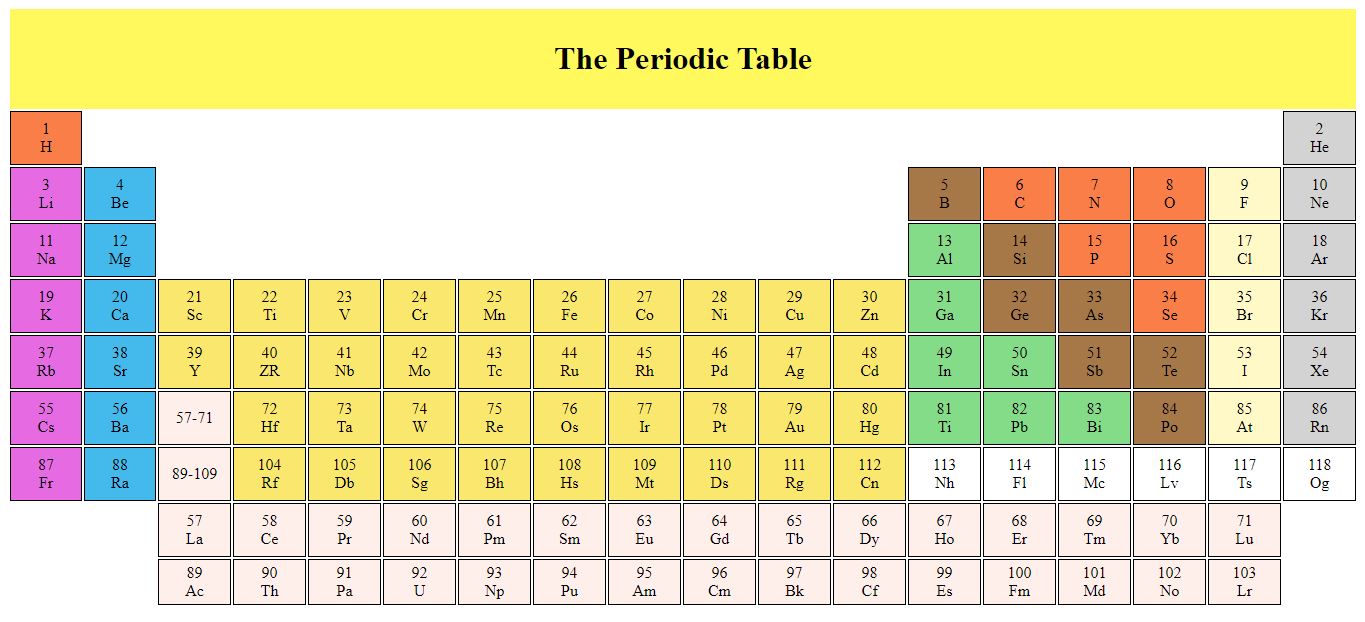 The Periodic Table
1 2
H He
3 4 5 6 7 8 9 10
Li Be B C N O F Ne
11 12 13 14 15 16 17 18
Na Mg Al Si P S Cl Ar
19 20 21 22 23 24 25 26 27 28 29 30 31 32 33 34 35 36
K Ca Sc Ti V Cr Mn Fe Co Ni Cu Zn Ga Ge As Se Br Kr
37 38 39 40 41 42 43 44 45 46 47 48 49 50 51 52 53 54
Rb Sr Y ZR Nb Mo Tc Ru Rh Pd Ag Cd In Sn Sb Te I Xe
55 56 57-71 72 73 74 75 76 77 78 79 80 81 82 83 84 85 86
Cs Ba Hf Ta W Re Os Ir Pt Au Hg Ti Pb Bi Po At Rn
87 88 89-109 104 105 106 107 108 109 110 111 112 113 114 115 116 117 118
Fr Ra Rf Db Sg Bh Hs Mt Ds Rg Cn Nh Fl Mc Lv Ts Og
57 58 59 60 61 62 63 64 65 66 67 68 69 70 71
La Ce Pr Nd Pm Sm Eu Gd Tb Dy Ho Er Tm Yb Lu
89 90 91 92 93 94 95 96 97 98 99 100 101 102 103
Ac Th Pa U Np Pu Am Cm Bk Cf Es Fm Md No Lr